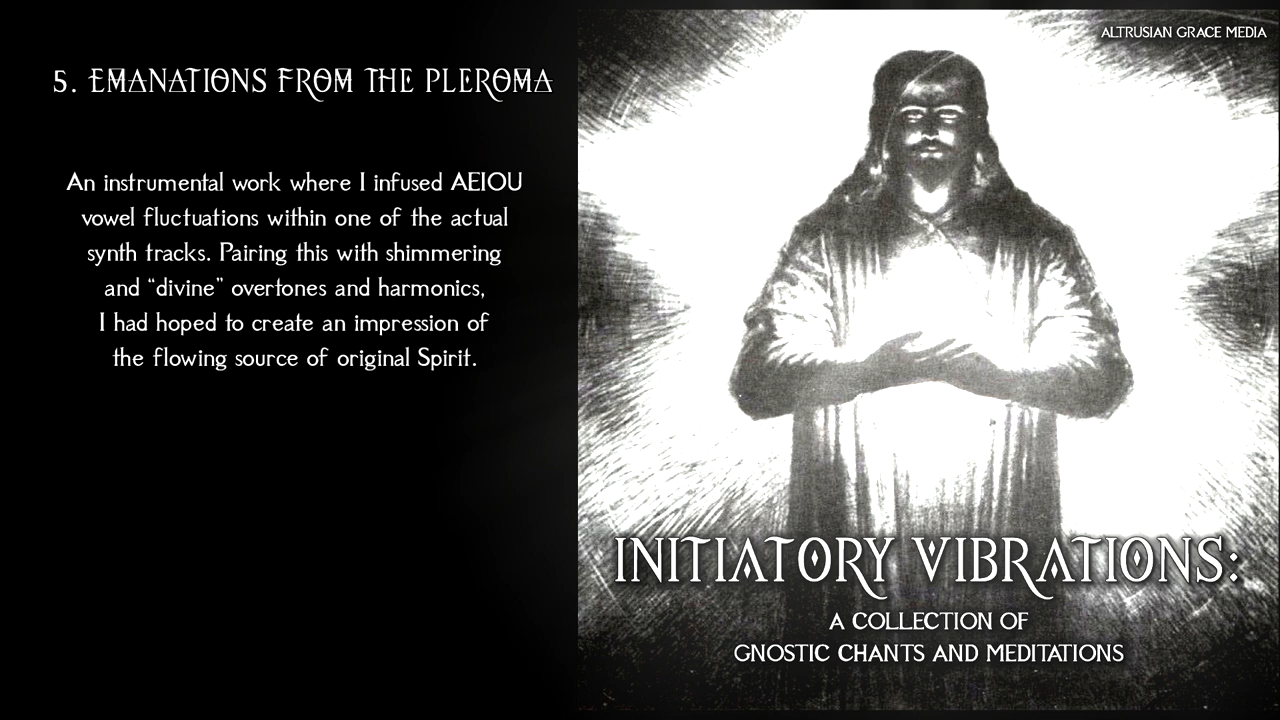 5. EMANATIONS FROM THE PLEROMA
An instrumental work where I infused AEIOU
vowel fluctuations within one of the actual
synth tracks. Pairing this with shimmering
and “divine” overtones and harmonics,
I had hoped to create an impression of
the flowing source of original Spirit.
ALTRUSIAN GRACE MEDIA
INITIATORY VIBRATIONS:
A COLLECTION OF
GNOSTIC CHANTS AND MEDITATIONS